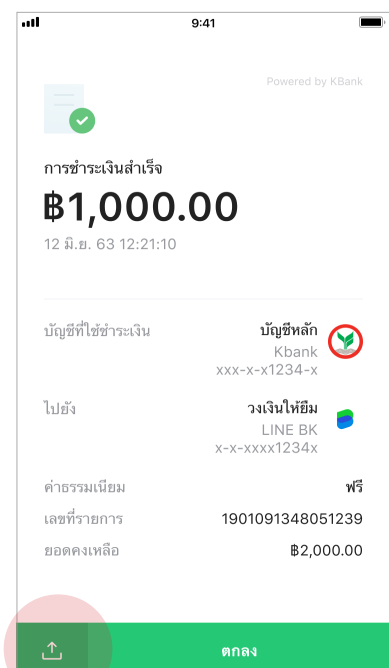 9:41
Powered by KBank
การชำระเงินสำเร็จ
฿1,000.00
12 มิ.ย. 63 12:21:10
บัญชีที่ใช้ชำระเงิน บัญชีหลัก
Kbank
xxx-x-x1234-x
ไปยัง วงเงินให้ยืม
LINE BK
x-x-xxxx1234x
ค่าธรรมเนียม ฟรี
เลขที่รายการ 1901091348051239
ยอดคงเหลือ ฿2,000.00
ตกลง